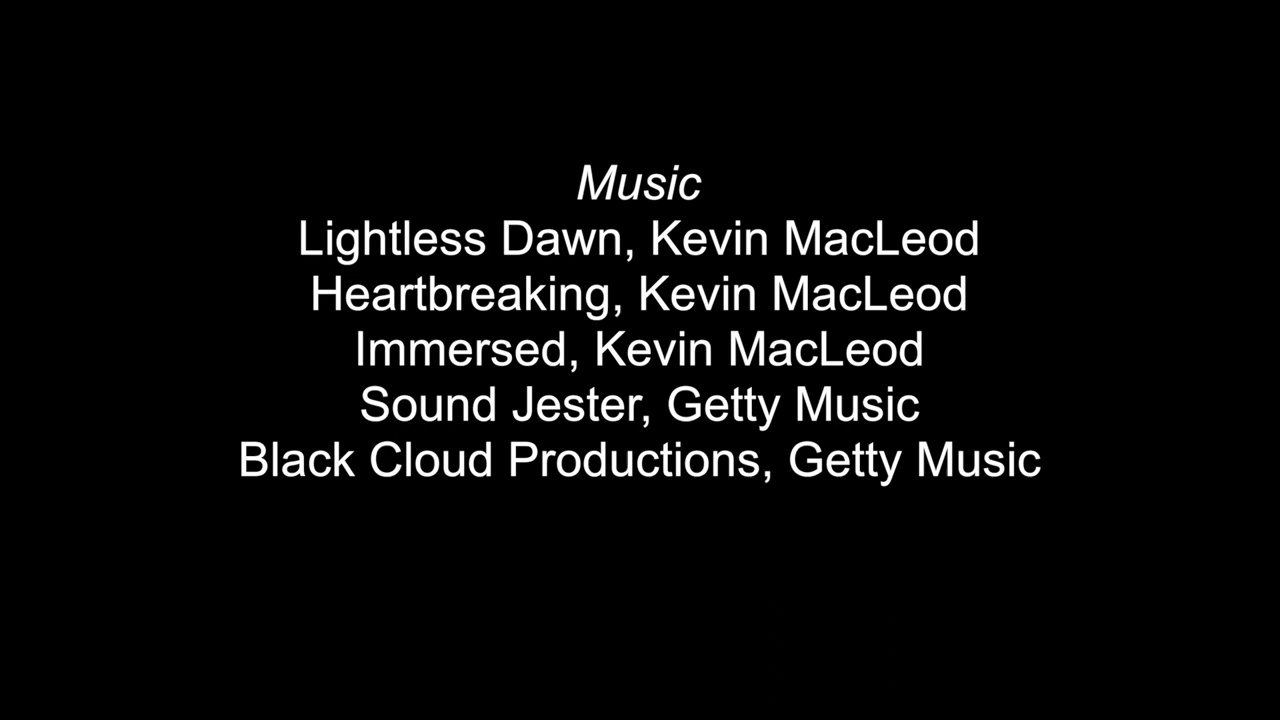 Music
Lightless Dawn, Kevin MacLeod
Heartbreaking, Kevin MacLeod
Immersed, Kevin MacLeod
Sound Jester, Getty Music
Black Cloud Productions, Getty Music